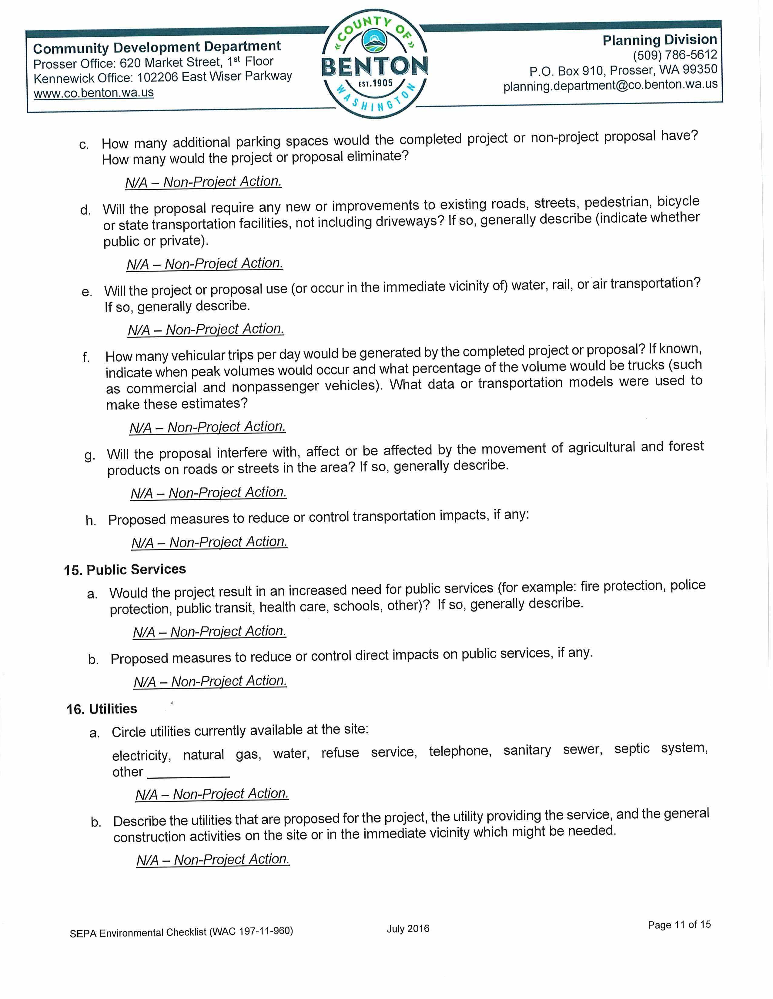 Community Development Department
Prosser Office: 620 Market Street, 1st Floor
Kennewick Office: 102206 East Wiser Parkway
www.co.benton.wa.us
« COUNTY OF »
BENTON
EST.1905
WASHINGTON
Planning Division
(509) 786-5612
P.O. Box 910, Prosser, WA 99350
planning.department@co.benton.wa.us
c. How many additional parking spaces would the completed project or non-project proposal have?
How many would the project or proposal eliminate?
N/A – Non-Project Action.
d. Will the proposal require any new or improvements to existing roads, streets, pedestrian, bicycle
or state transportation facilities, not including driveways? If so, generally describe (indicate whether
public or private).
N/A – Non-Project Action.
e. Will the project or proposal use (or occur in the immediate vicinity of) water, rail, or air transportation?
If so, generally describe.
N/A – Non-Project Action.
f. How many vehicular trips per day would be generated by the completed project or proposal? If known,
indicate when peak volumes would occur and what percentage of the volume would be trucks (such
as commercial and nonpassenger vehicles). What data or transportation models were used to
make these estimates?
N/A – Non-Project Action.
g. Will the proposal interfere with, affect or be affected by the movement of agricultural and forest
products on roads or streets in the area? If so, generally describe.
N/A – Non-Project Action.
h. Proposed measures to reduce or control transportation impacts, if any:
N/A – Non-Project Action.
15. Public Services
a. Would the project result in an increased need for public services (for example: fire protection, police
protection, public transit, health care, schools, other)? If so, generally describe.
N/A – Non-Project Action.
b. Proposed measures to reduce or control direct impacts on public services, if any.
N/A – Non-Project Action.
16. Utilities
a. Circle utilities currently available at the site:
electricity, natural gas, water, refuse service, telephone, sanitary sewer, septic system,
other ____________
N/A – Non-Project Action.
b. Describe the utilities that are proposed for the project, the utility providing the service, and the general
construction activities on the site or in the immediate vicinity which might be needed.
N/A – Non-Project Action.
SEPA Environmental Checklist (WAC 197-11-960)
July 2016
Page 11 of 15